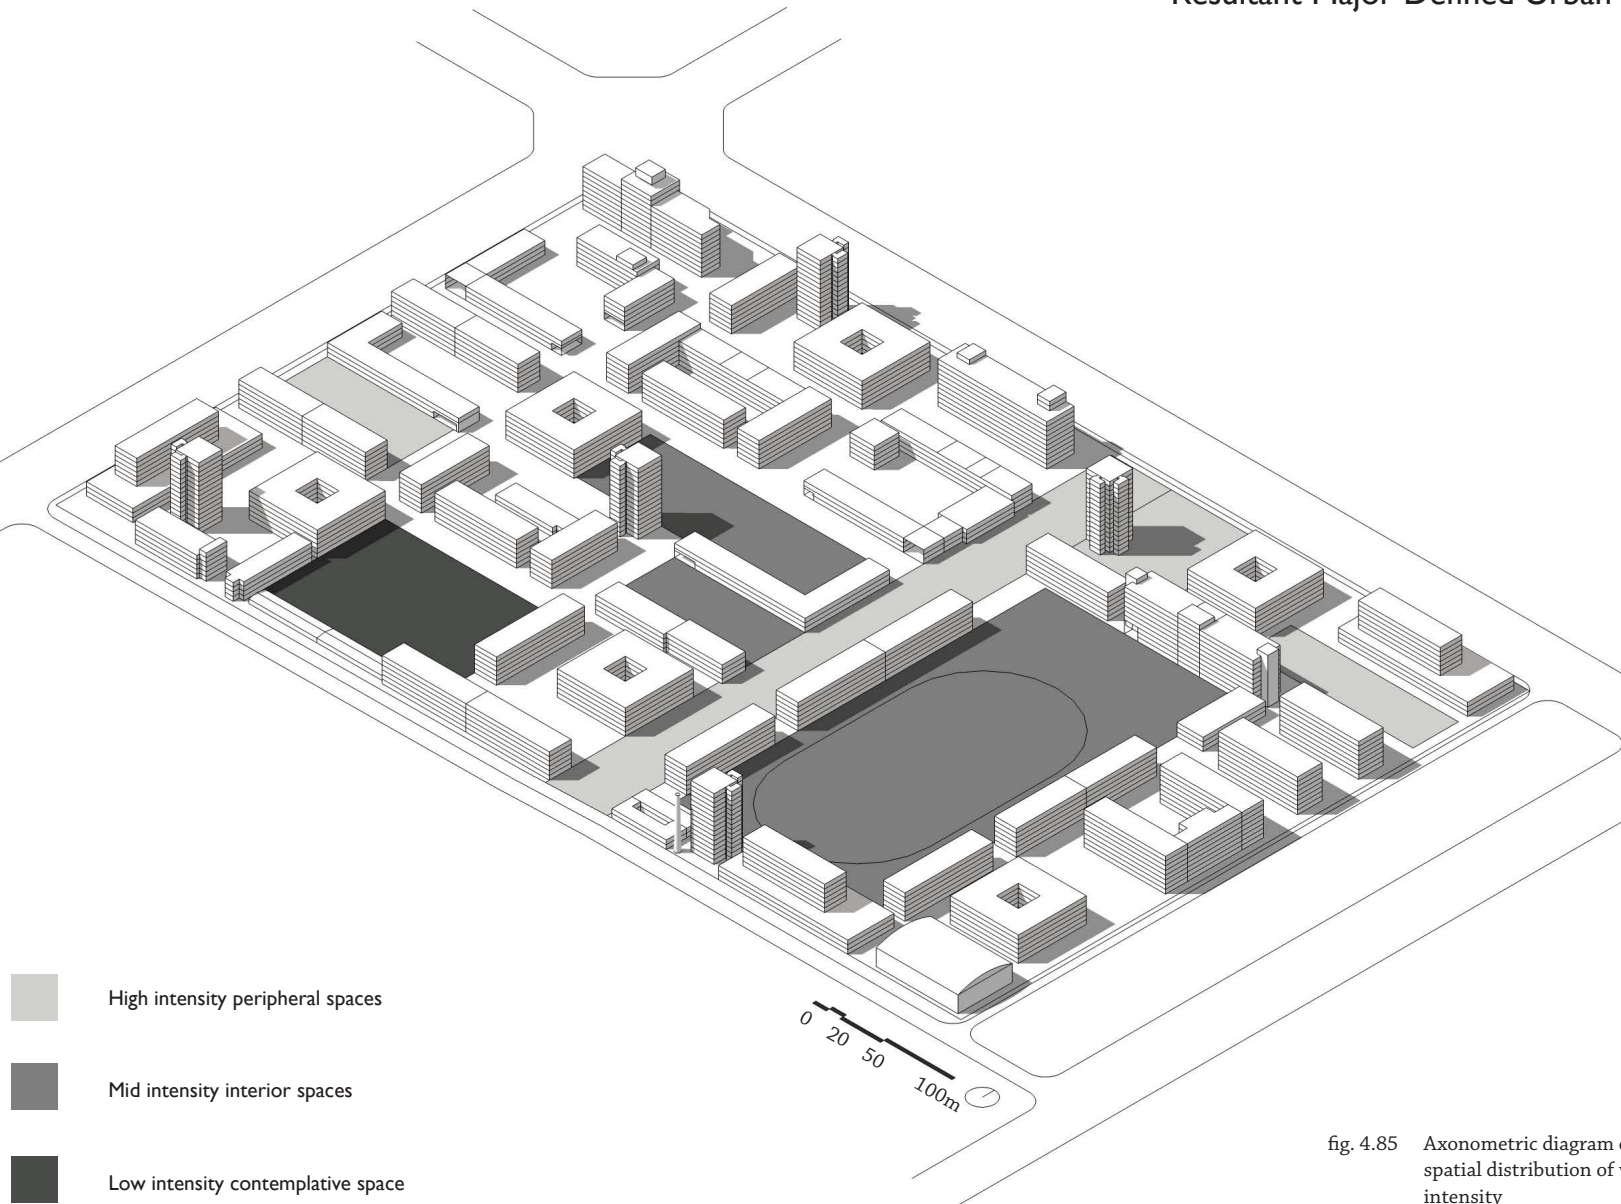 Resultant Major Defined Urban
High intensity peripheral spaces
Mid intensity interior spaces
Low intensity contemplative space
0 20 50 100m
fig. 4.85 Axonometric diagram
spatial distribution of
intensity